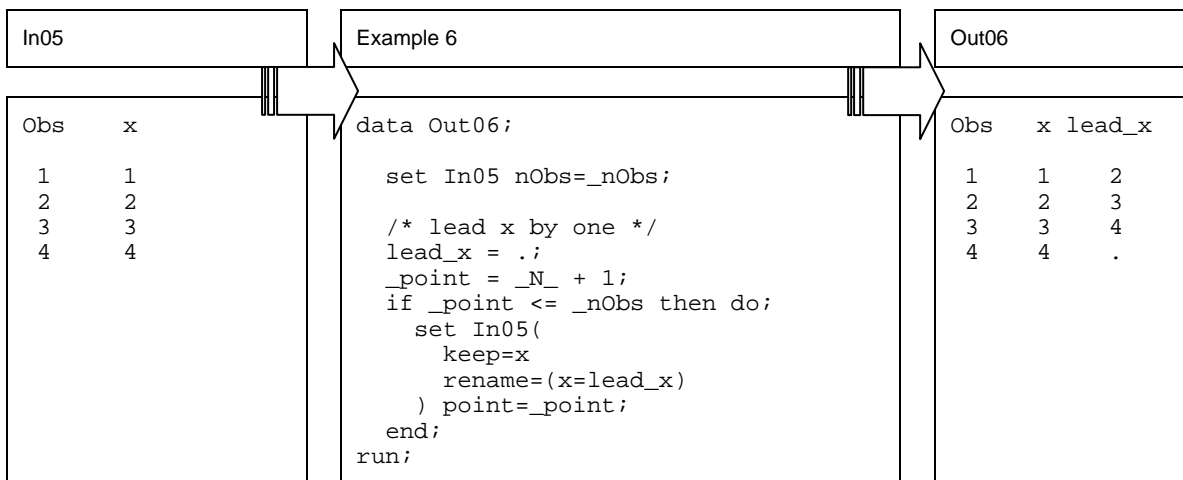 In05
Example 6
Out06
Obs x
1 1
2 2
3 3
4 4
data Out06;
set In05 nObs=_nObs;
/* lead x by one */
lead_x = .;
_point = _N_ + 1;
if _point <= _nObs then do;
set In05(
keep=x
rename=(x=lead_x)
) point=_point;
end;
run;
Obs x lead_x
1 1 2
2 2 3
3 3 4
4 4 .